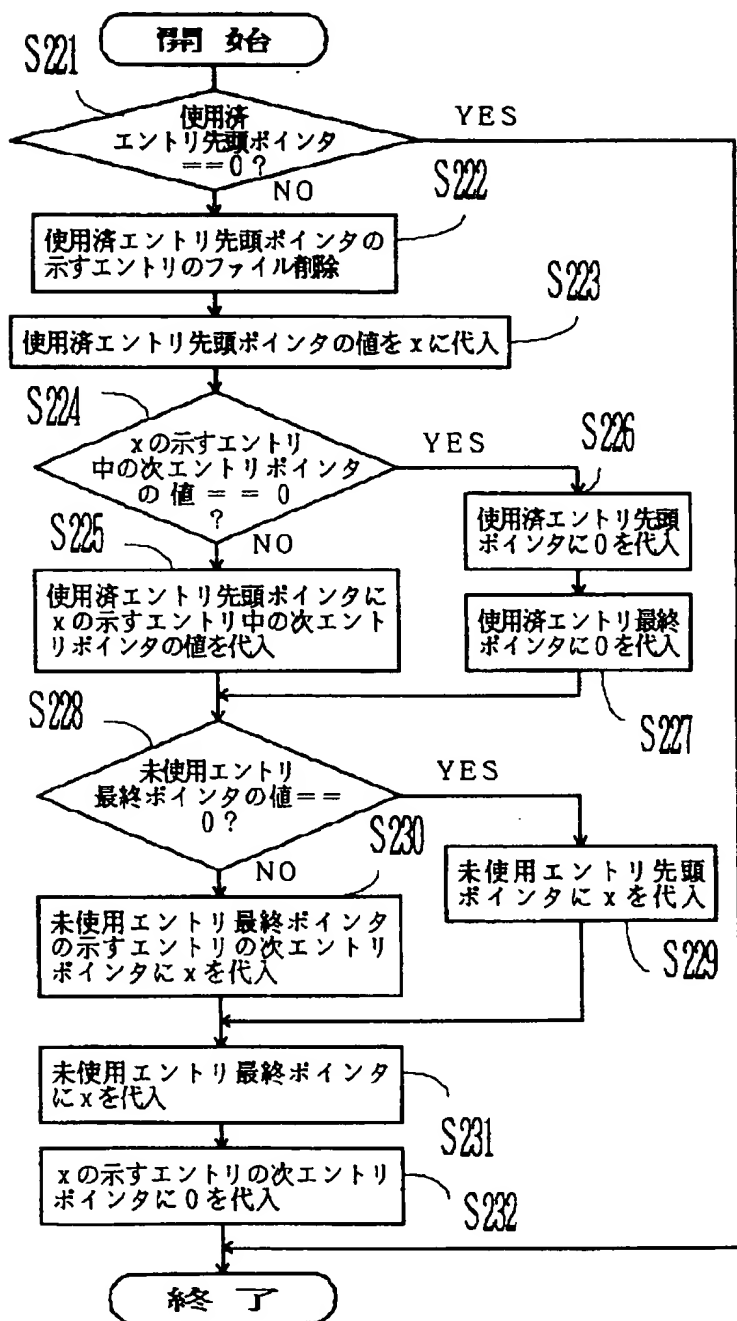 開始
S221
使用済
エントリ先頭ポインタ
==0?
YES
NO
S222
使用済エントリ先頭ポインタの
示すエントリのファイル削除
S223
使用済エントリ先頭ポインタの値をxに代入
S224
xの示すエントリ
中の次エントリポインタ
の値==0
?
YES
NO
S226
使用済エントリ先頭
ポインタに0を代入
S225
使用済エントリ先頭ポインタに
xの示すエントリ中の次エント
リポインタの値を代入
使用済エントリ最終
ポインタに0を代入
S227
S228
未使用エントリ
最終ポインタの値==
0?
YES
NO
S230
未使用エントリ最終ポインタ
の示すエントリの次エントリ
ポインタにxを代入
未使用エントリ先頭
ポインタにxを代入
S229
未使用エントリ最終ポインタ
にxを代入
S231
xの示すエントリの次エントリ
ポインタに0を代入
S232
終了